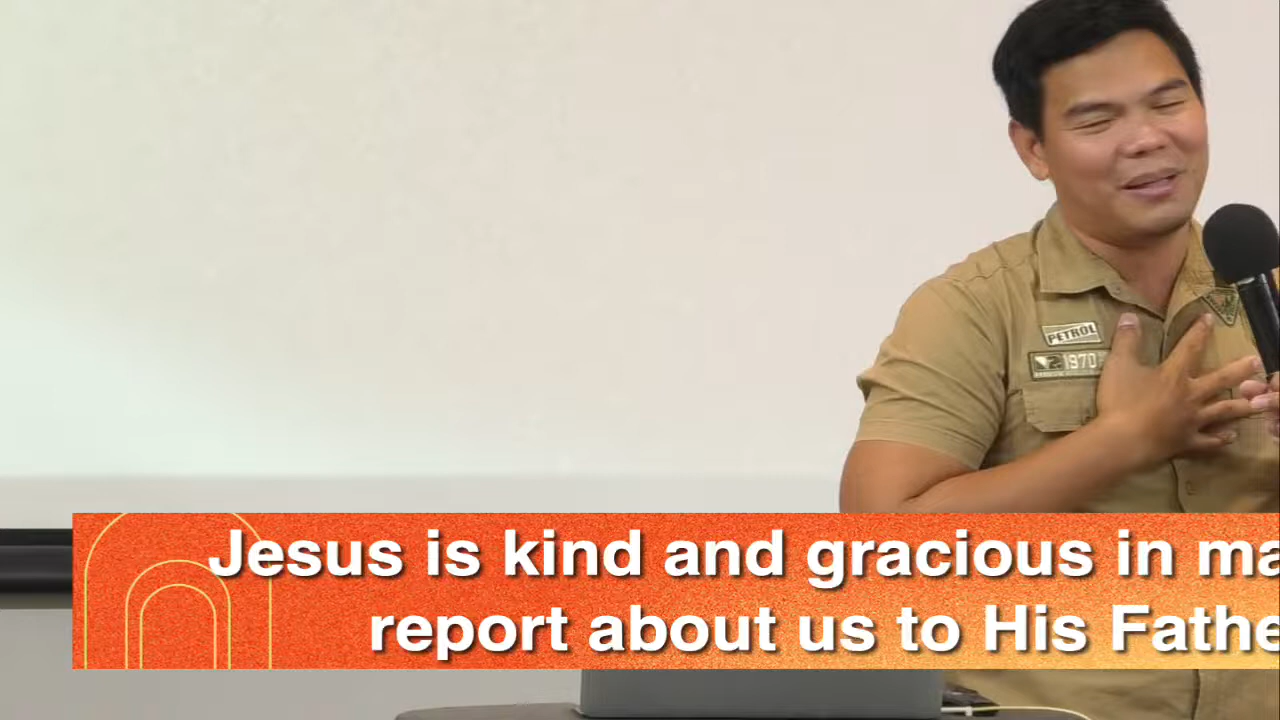 PETROL
1970
Jesus is kind and gracious in ma
report about us to His Fathe